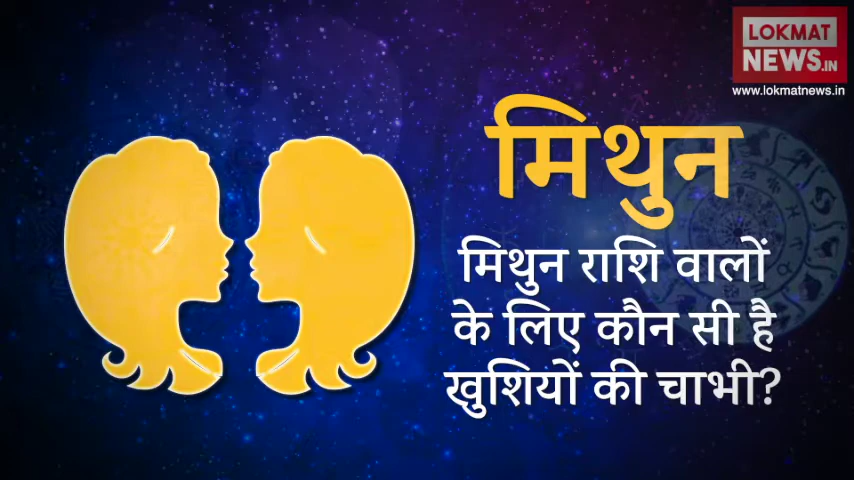 LOKMAT
NEWS.IN
www.lokmatnews.in
मिथुन
मिथुन राशि वालों
के लिए कौन सी है
खुशियों की चाभी?